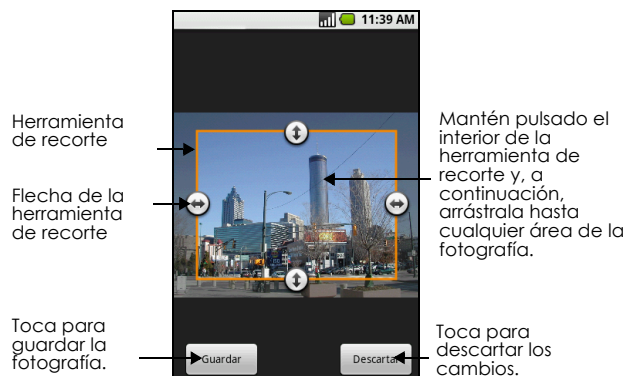 11:39 AM
Herramienta
de recorte
Flecha de la
herramienta
de recorte
Mantén pulsado el
interior de la
herramienta de
recorte y, a
continuación,
arrástrala hasta
cualquier área de la
fotografía.
Toca para
guardar la
fotografía.
Guardar
Descartar
Toca para
descartar los
cambios.